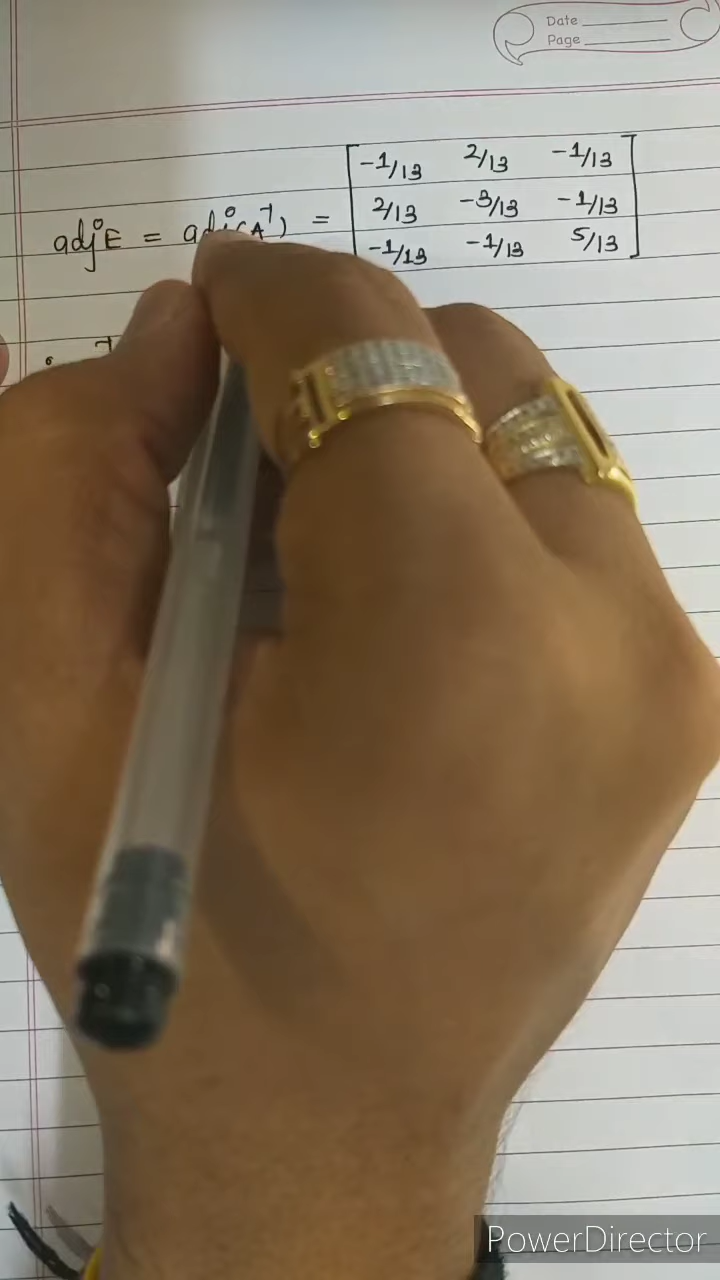 Date
Page
-1/13 2/13 -1/13
2/13 -3/13 -1/13
adj E = adj(A⁻¹) =
-1/13 -1/13 5/13
PowerDirector